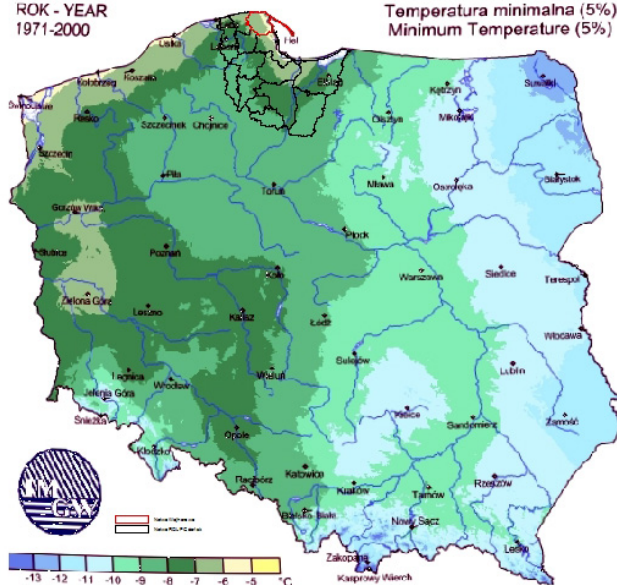 ROK - YEAR
1971-2000
Temperatura minimalna (5%)
Minimum Temperature (5%)
Hel
Ustka
Koszalin
Kołobrzeg
Świnoujście
Resko
Szczecinek
Chojnice
Elbląg
Kętrzyn
Suwałki
Olsztyn
Mikołajki
Szczecin
Piła
Toruń
Mława
Ostrołęka
Białystok
Gorzów Wlkp.
Płock
Słubice
Poznań
Koło
Warszawa
Siedlce
Terespol
Zielona Góra
Leszno
Kalisz
Łódź
Włodawa
Legnica
Wieluń
Sulejów
Lublin
Jelenia Góra
Wrocław
Śnieżka
Kielce
Sandomierz
Zamość
Kłodzko
Opole
Racibórz
Katowice
Kraków
Tarnów
Rzeszów
Bielsko-Biała
Nowy Sącz
Lesko
Zakopane
Kasprowy Wierch
IMGW
-13 -12 -11 -10 -9 -8 -7 -6 -5 °C